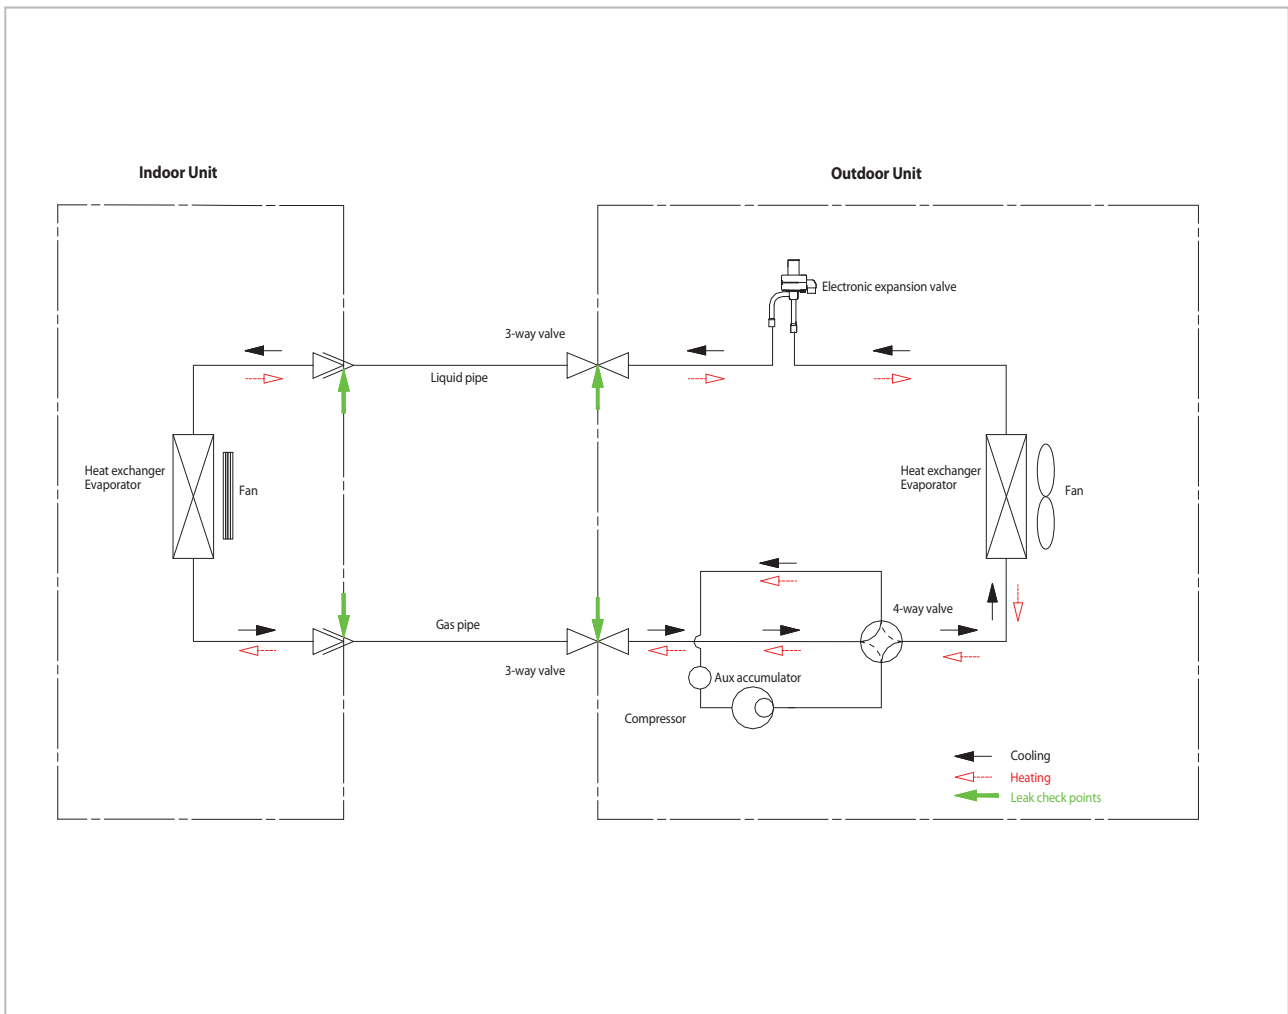 Indoor Unit
Outdoor Unit
Electronic expansion valve
3-way valve
Liquid pipe
Heat exchanger
Evaporator
Fan
Heat exchanger
Evaporator
Fan
4-way valve
Gas pipe
3-way valve
Aux accumulator
Compressor
Cooling
Heating
Leak check points